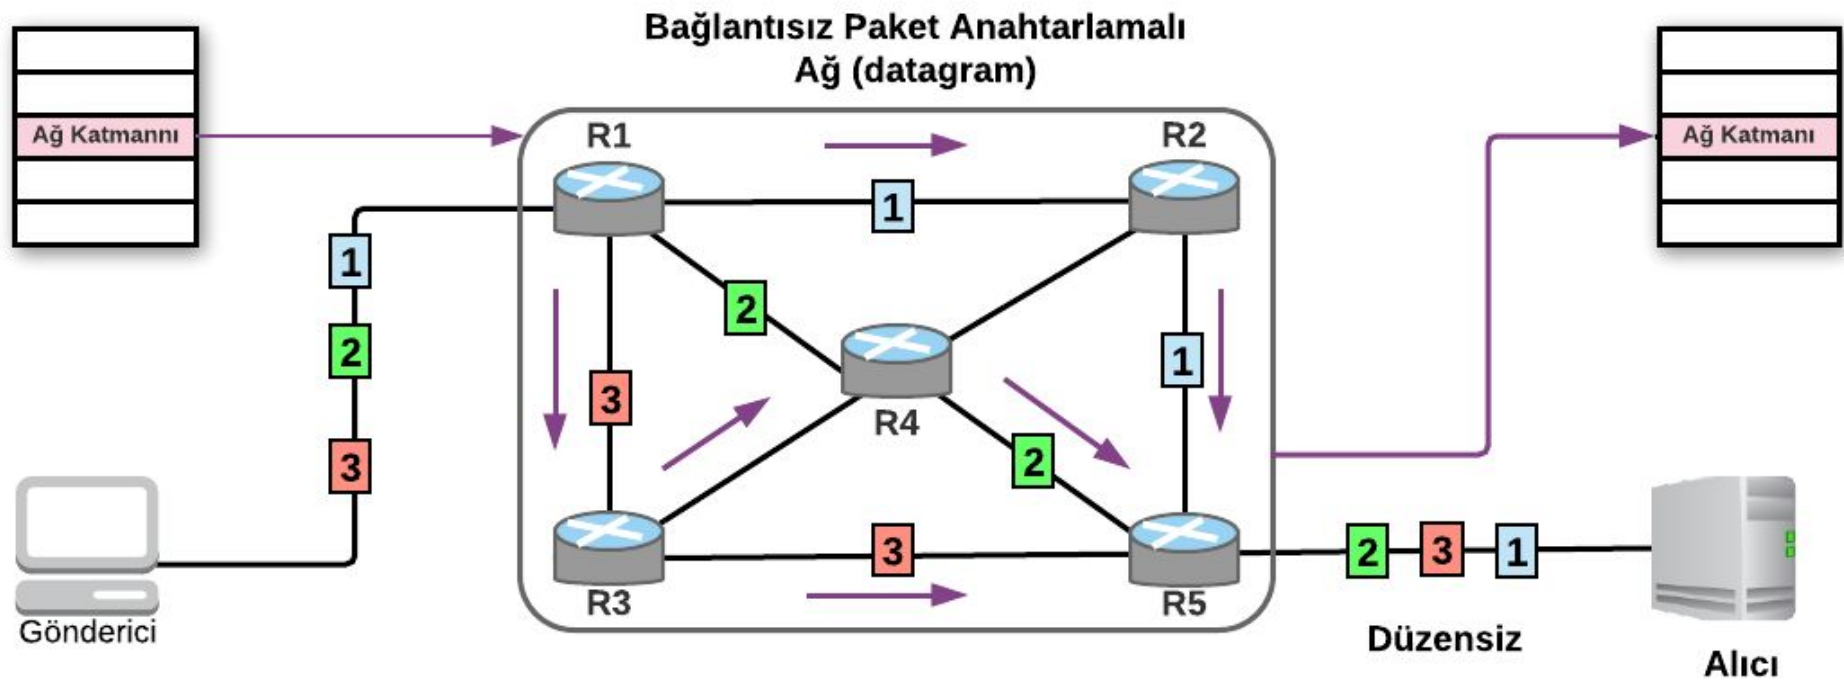 Bağlantısız Paket Anahtarlamalı
Ağ (datagram)
Ağ Katmannı
Ağ Katmanı
R1
R2
1
1
2
2
1
3
3
R4
2
3
R3
R5
2
3
1
Gönderici
Düzensiz
Alıcı